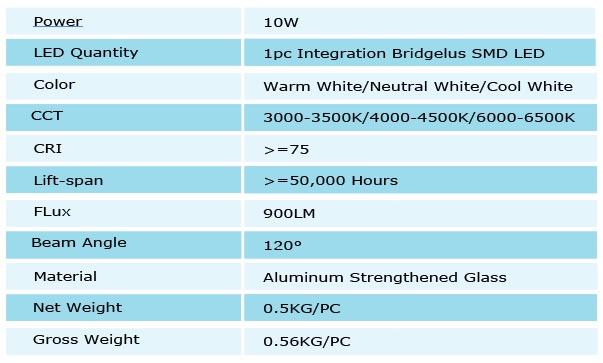 Power 10W
LED Quantity 1pc Integration Bridgelus SMD LED
Color Warm White/Neutral White/Cool White
CCT 3000-3500K/4000-4500K/6000-6500K
CRI >=75
Lift-span >=50,000 Hours
FLux 900LM
Beam Angle 120°
Material Aluminum Strengthened Glass
Net Weight 0.5KG/PC
Gross Weight 0.56KG/PC